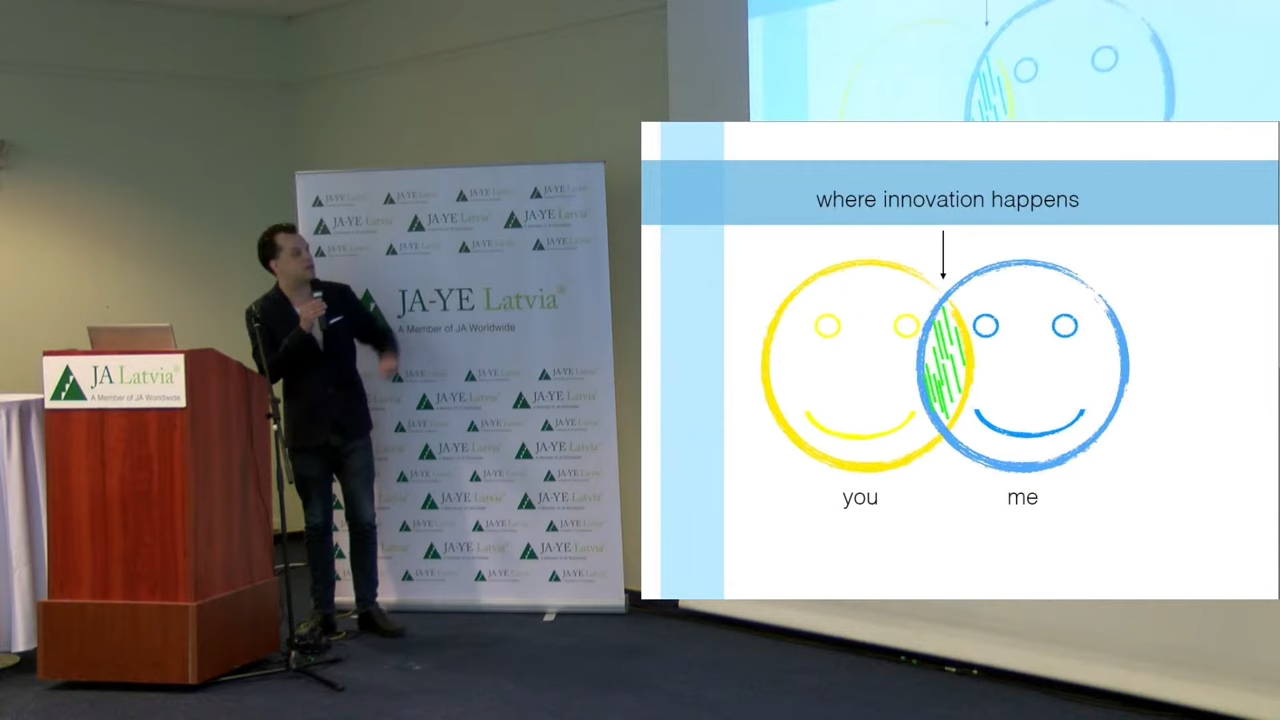 JA Latvia®
A Member of JA Worldwide
JA-YE Latvia®
A Member of JA Worldwide
where innovation happens
you
me